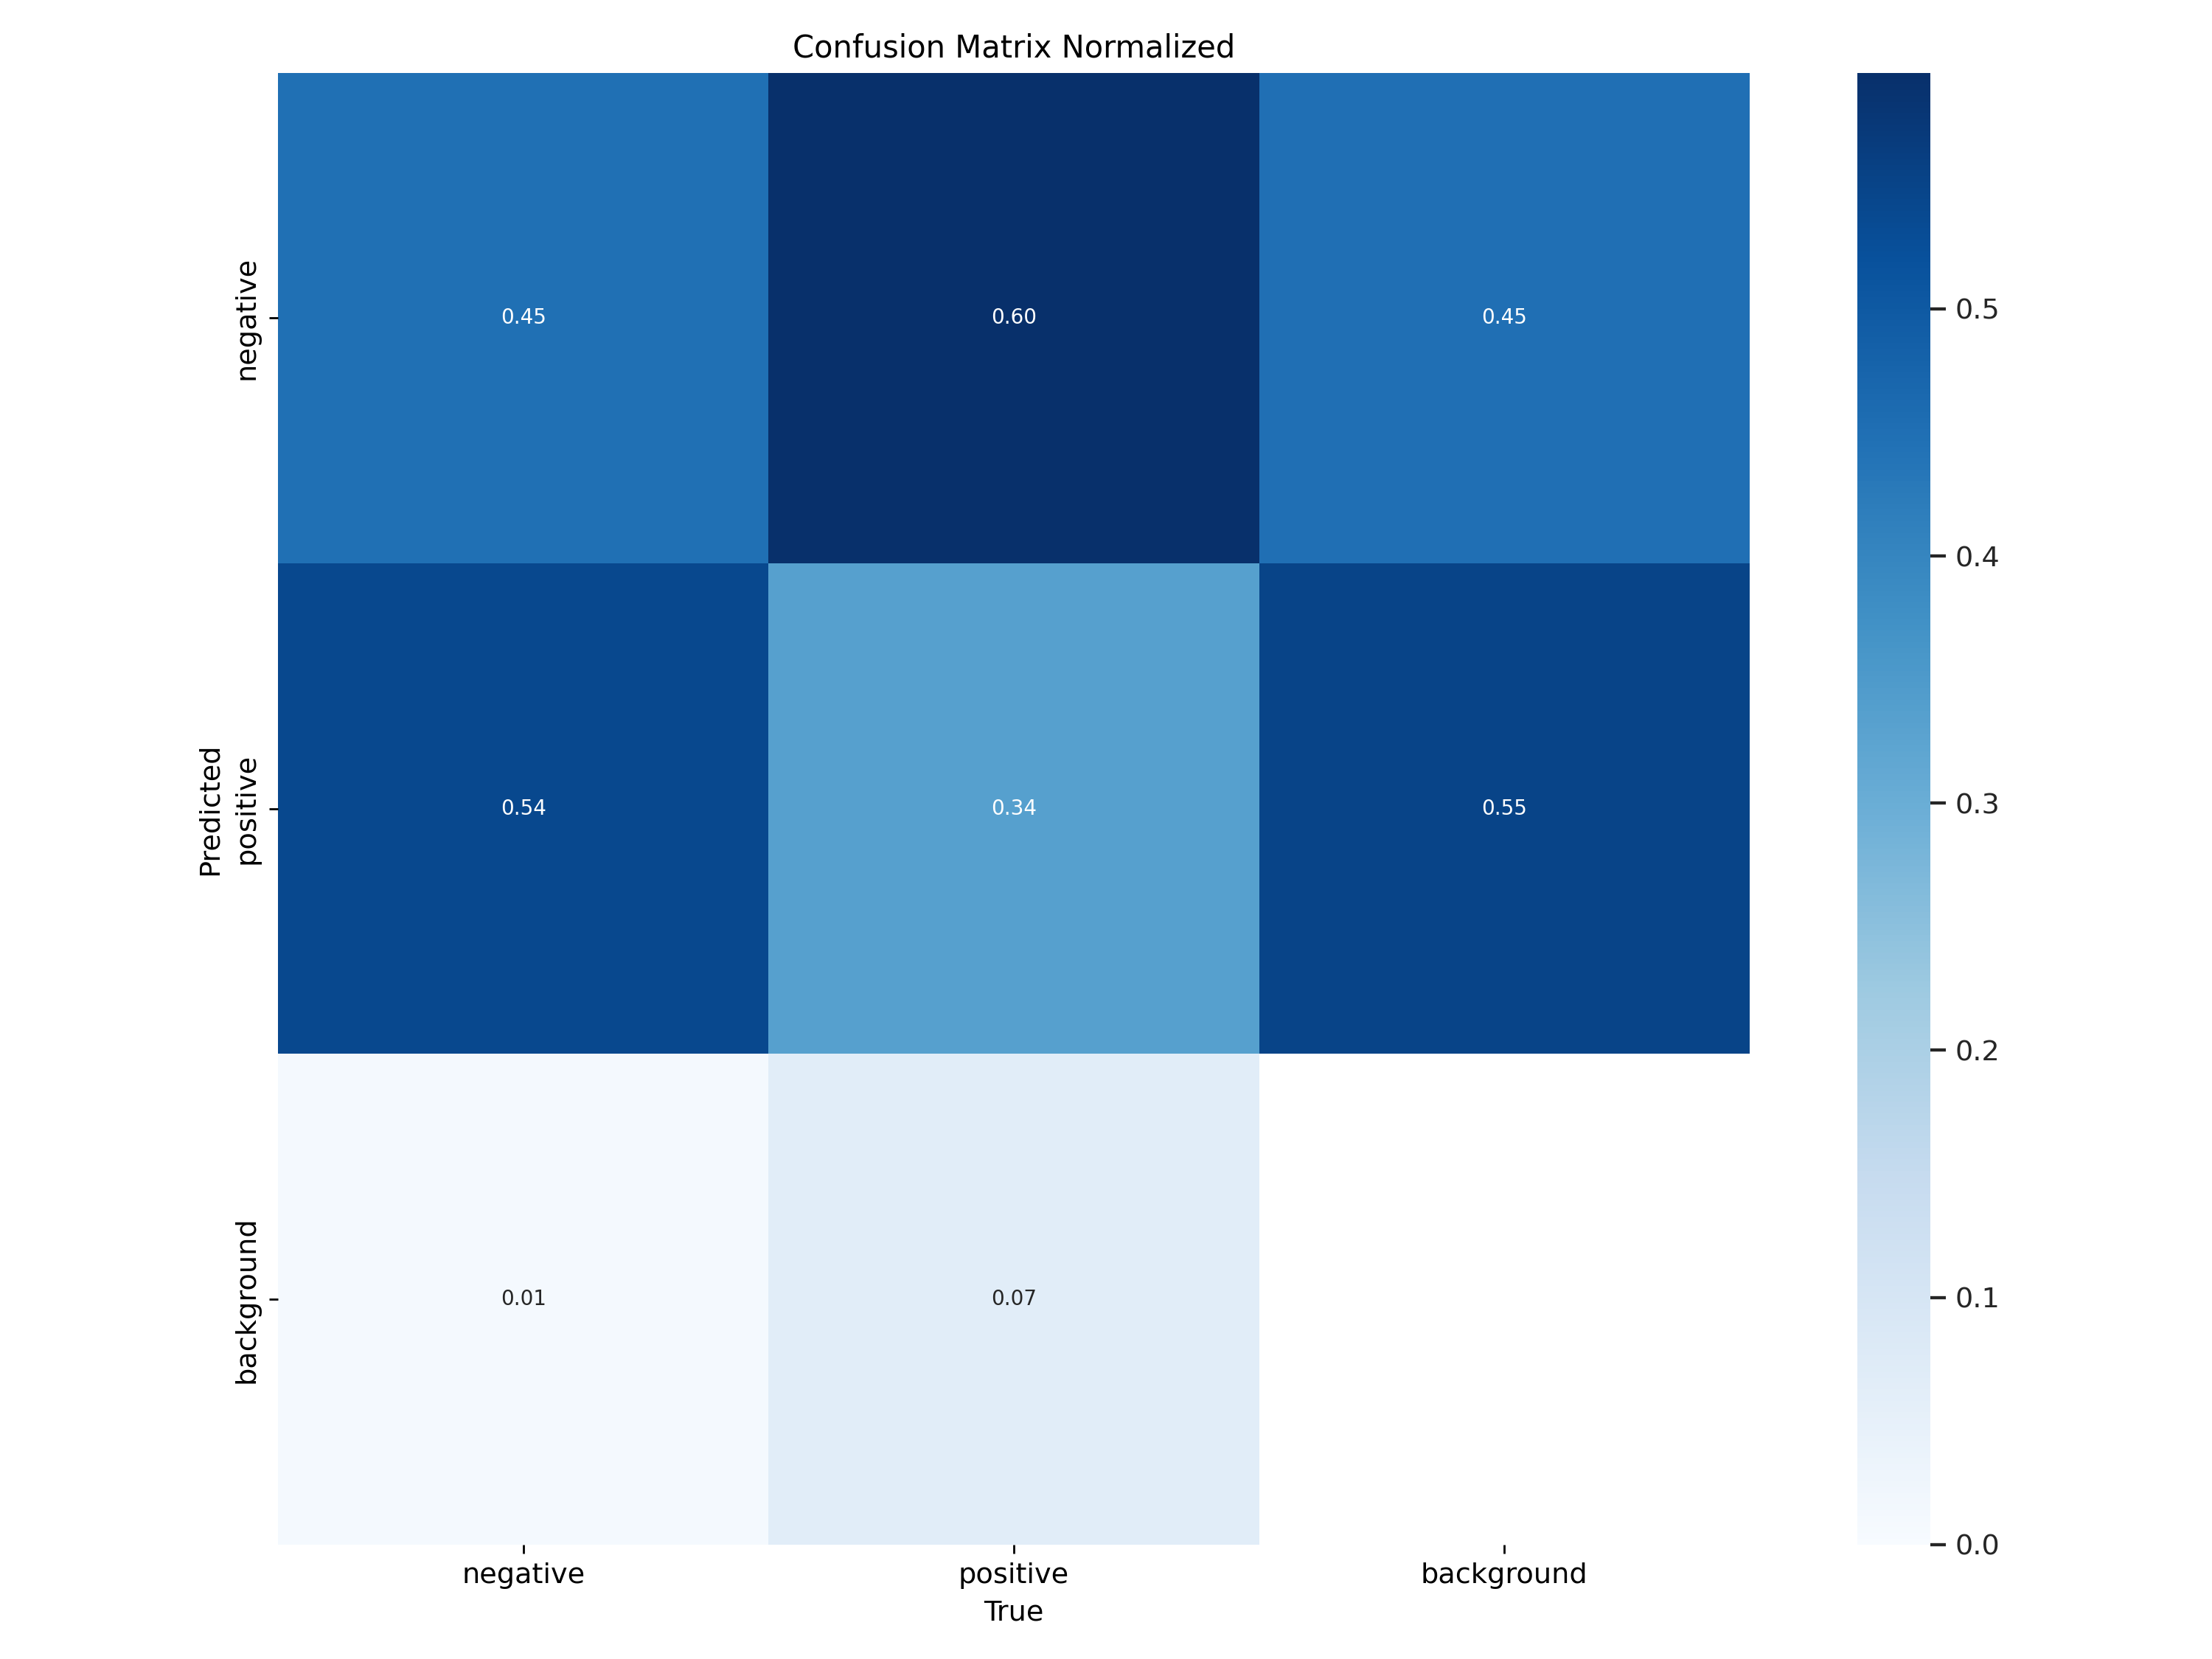 Confusion Matrix Normalized
negative
0.45
0.60
0.45
Predicted
positive
0.54
0.34
0.55
background
0.01
0.07
negative
positive
background
True
0.5
0.4
0.3
0.2
0.1
0.0